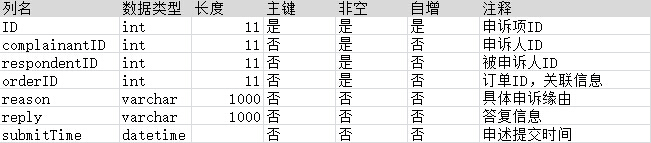 列名 数据类型 长度 主键 非空 自增 注释
ID int 11 是 是 是 申诉项ID
complainantID int 11 否 是 否 申诉人ID
respondentID int 11 否 是 否 被申诉人ID
orderID int 11 否 是 否 订单ID，关联信息
reason varchar 1000 否 否 否 具体申诉缘由
reply varchar 1000 否 否 否 答复信息
submitTime datetime 否 否 否 申述提交时间